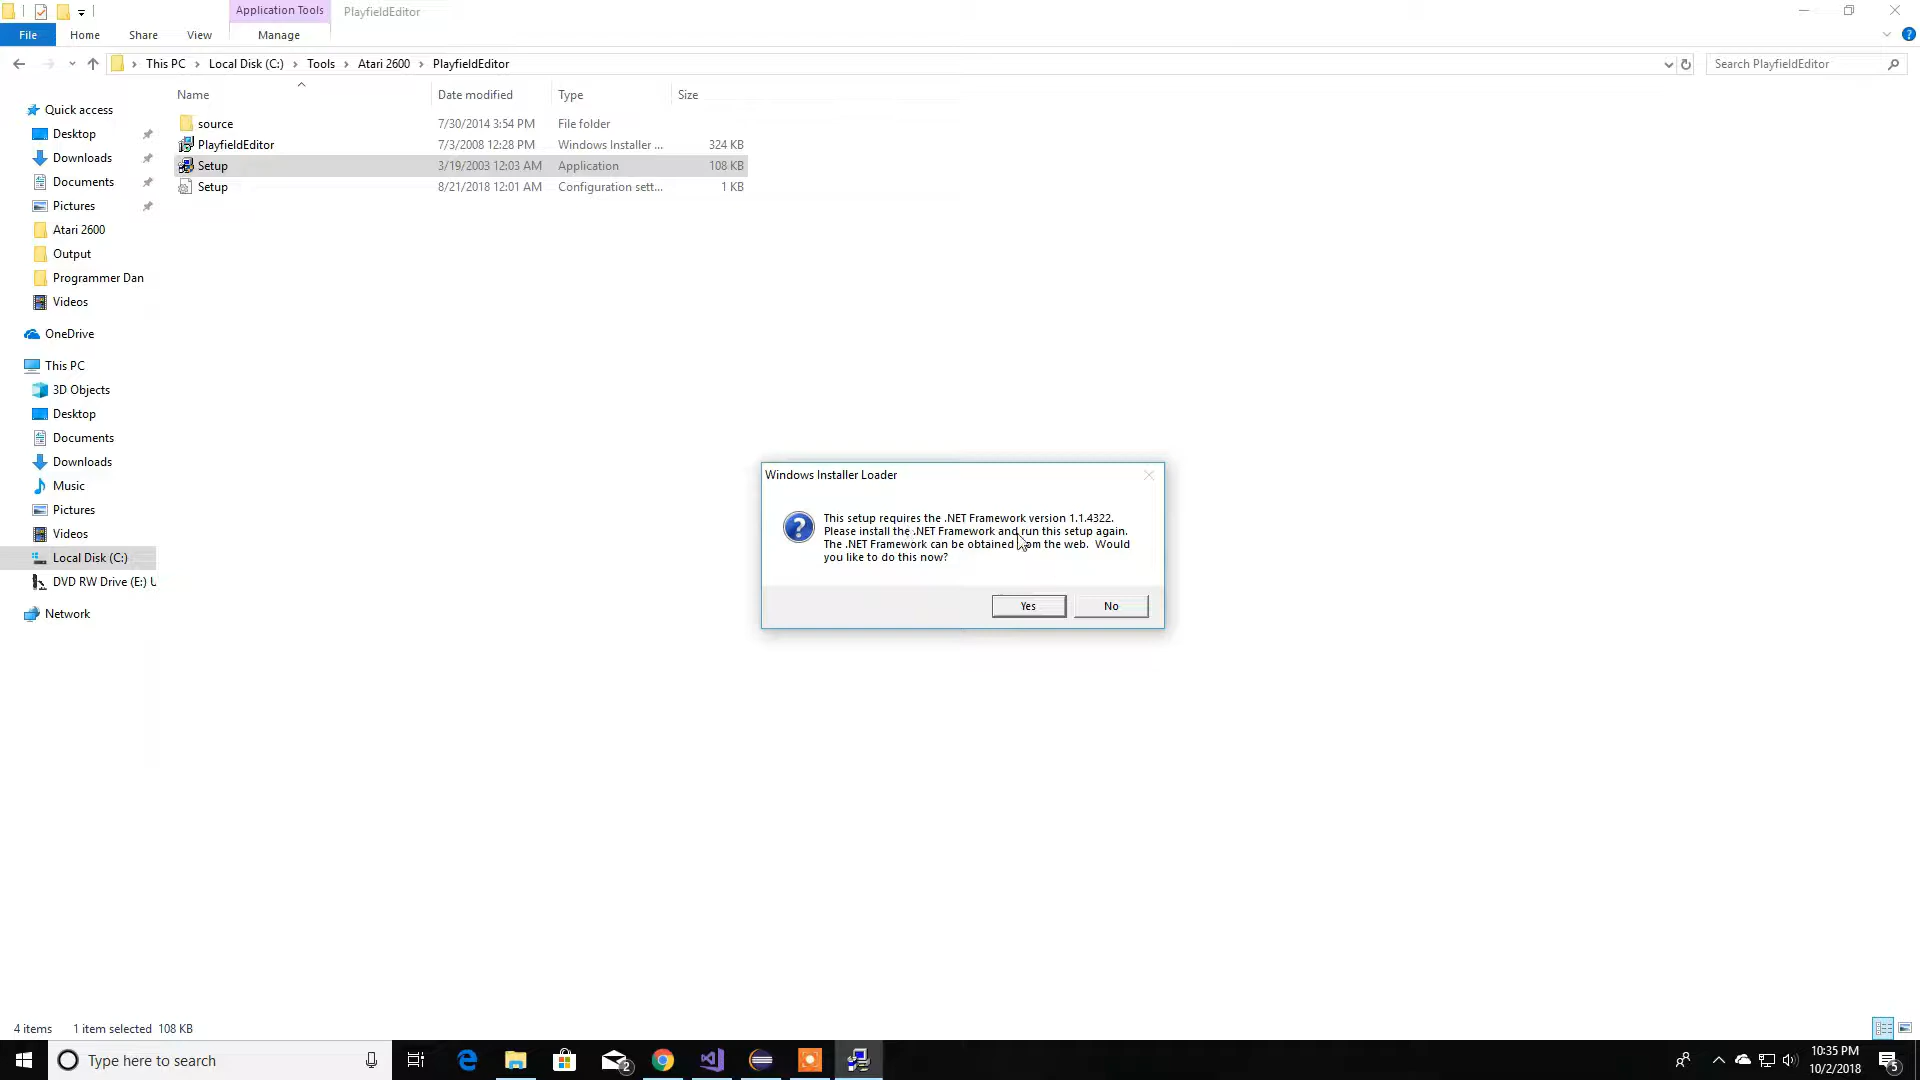 Application Tools
PlayfieldEditor
File
Home
Share
View
Manage
This PC
Local Disk (C:)
Tools
Atari 2600
PlayfieldEditor
Search PlayfieldEditor
Name
Date modified
Type
Size
source
7/30/2014 3:54 PM
File folder
PlayfieldEditor
7/3/2008 12:28 PM
Windows Installer ...
324 KB
Setup
3/19/2003 12:03 AM
Application
108 KB
Setup
8/21/2018 12:01 AM
Configuration sett...
1 KB
Quick access
Desktop
Downloads
Documents
Pictures
Atari 2600
Output
Programmer Dan
Videos
OneDrive
This PC
3D Objects
Desktop
Documents
Downloads
Music
Pictures
Videos
Local Disk (C:)
DVD RW Drive (E:) U
Network
Windows Installer Loader
This setup requires the .NET Framework version 1.1.4322.
Please install the .NET Framework and run this setup again.
The .NET Framework can be obtained from the web. Would
you like to do this now?
Yes
No
4 items
1 item selected 108 KB
Type here to search
2
10:35 PM
10/2/2018
5